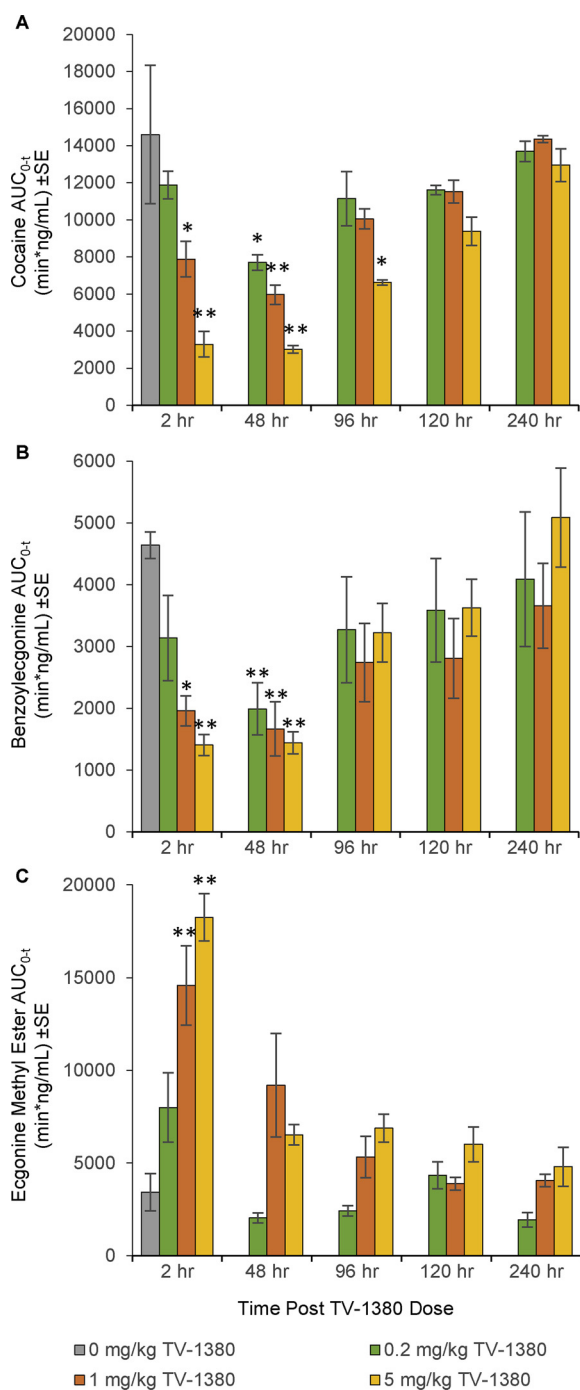 A
Cocaine AUC0-t
(min*ng/mL) ±SE
20000
18000
16000
14000
12000
10000
8000
6000
4000
2000
0
*
**
*
**
**
*
2 hr 48 hr 96 hr 120 hr 240 hr
B
Benzoylecgonine AUC0-t
(min*ng/mL) ±SE
6000
5000
4000
3000
2000
1000
0
*
**
**
**
**
2 hr 48 hr 96 hr 120 hr 240 hr
C
Ecgonine Methyl Ester AUC0-t
(min*ng/mL) ±SE
20000
15000
10000
5000
0
**
**
2 hr 48 hr 96 hr 120 hr 240 hr
Time Post TV-1380 Dose
0 mg/kg TV-1380 0.2 mg/kg TV-1380
1 mg/kg TV-1380 5 mg/kg TV-1380